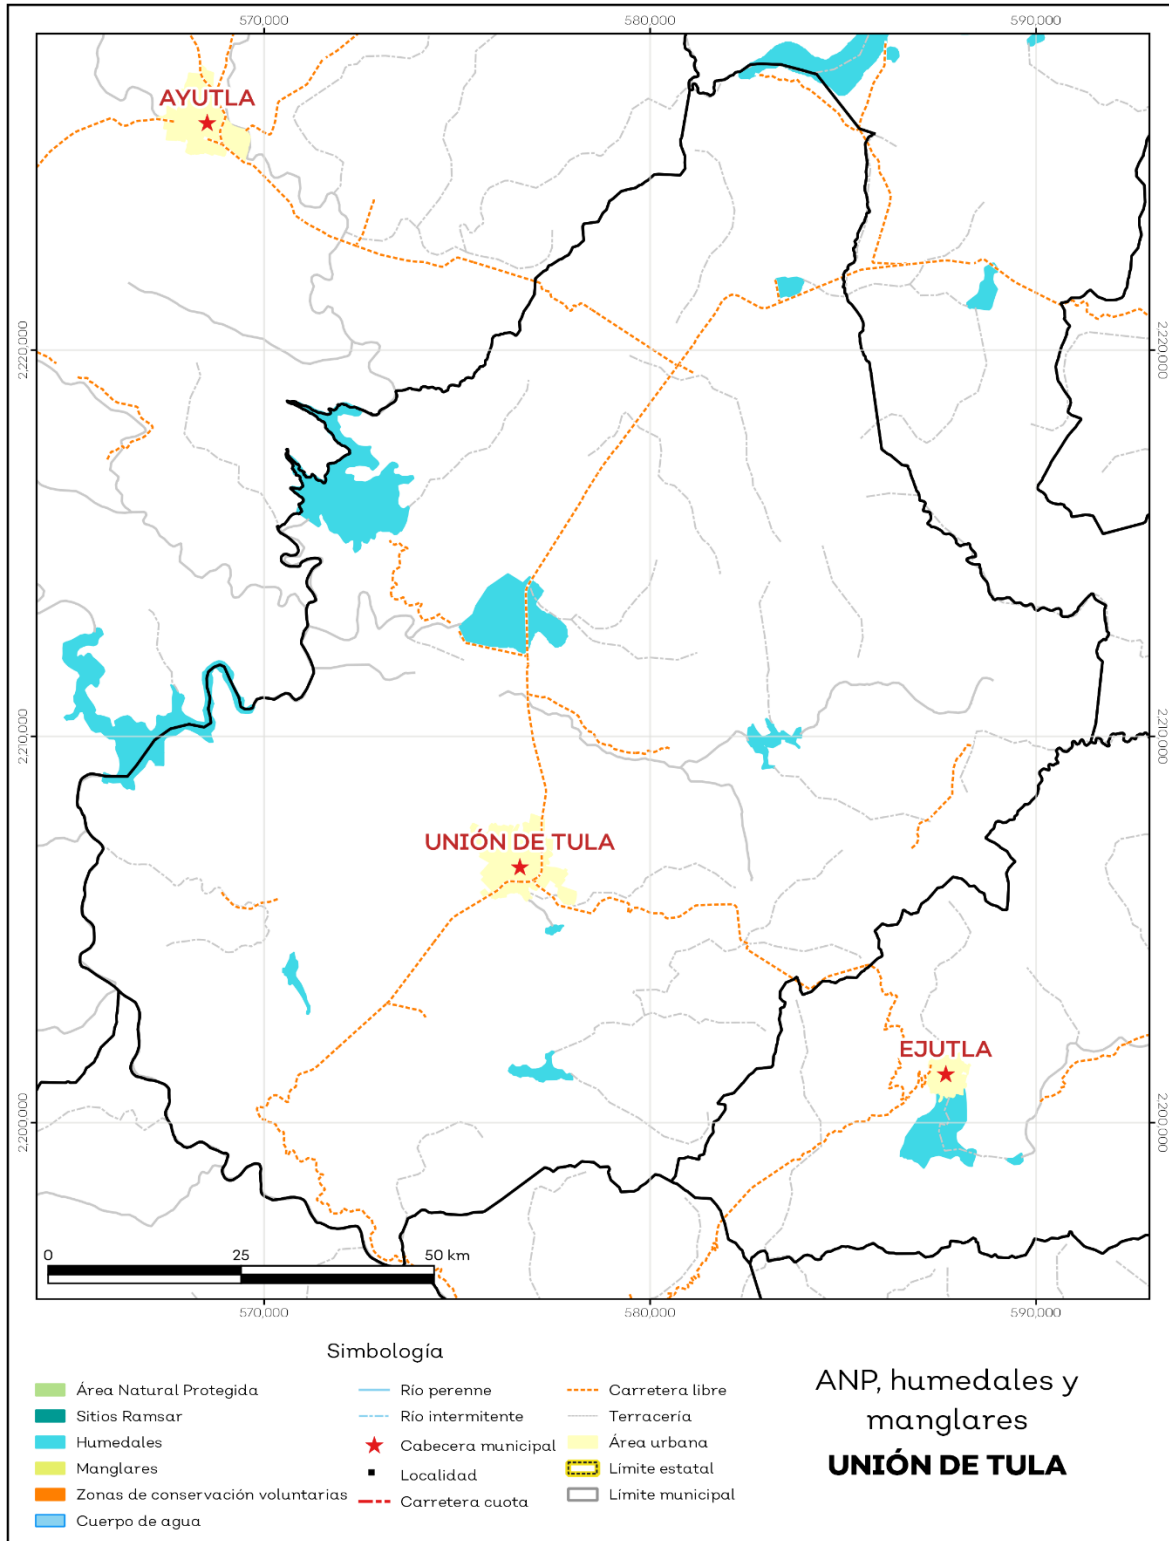 570,000 580,000 590,000
AYUTLA
2,220,000 2,220,000
2,210,000 2,210,000
UNIÓN DE TULA
EJUTLA
2,200,000 2,200,000
0 25 50 km
570,000 580,000 590,000
Simbología
Área Natural Protegida
Sitios Ramsar
Humedales
Manglares
Zonas de conservación voluntarias
Cuerpo de agua
Río perenne
Río intermitente
Cabecera municipal
Localidad
Carretera cuota
Carretera libre
Terracería
Área urbana
Límite estatal
Límite municipal
ANP, humedales y
manglares
UNIÓN DE TULA